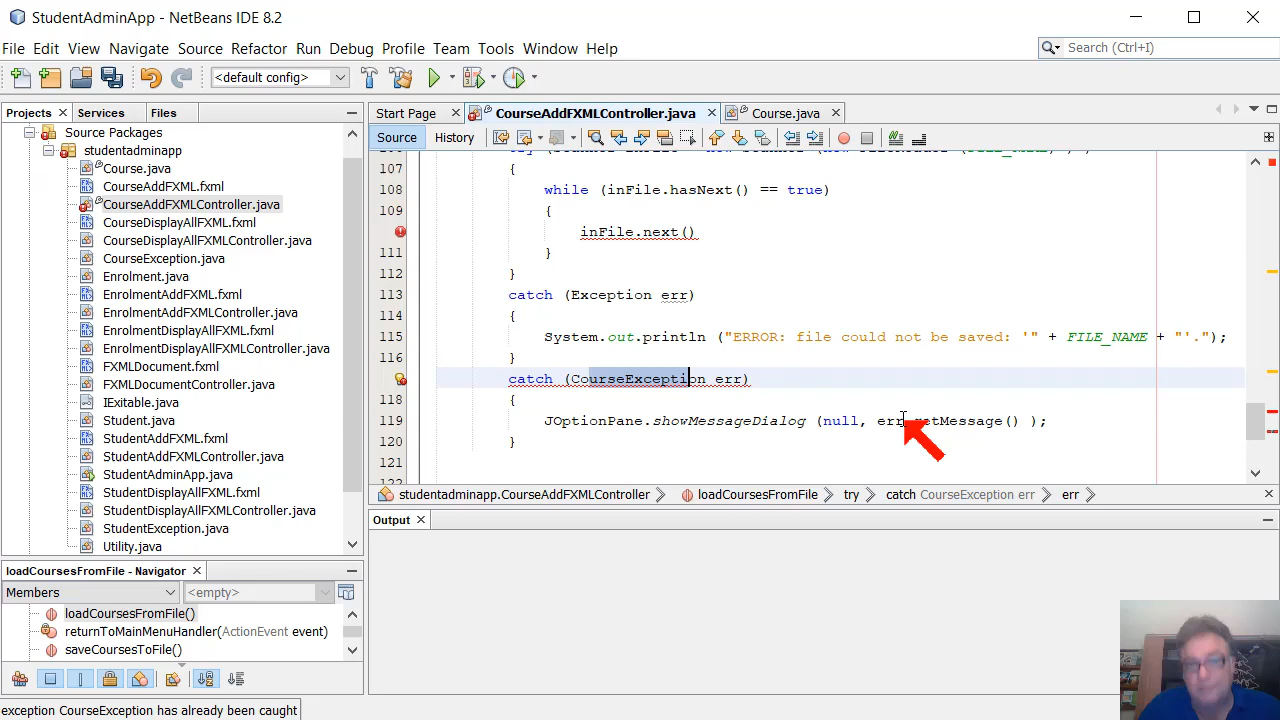 StudentAdminApp - NetBeans IDE 8.2
File Edit View Navigate Source Refactor Run Debug Profile Team Tools Window Help
Search (Ctrl+I)
<default config>
Projects Services Files
Source Packages
studentadminapp
Course.java
CourseAddFXML.fxml
CourseAddFXMLController.java
CourseDisplayAllFXML.fxml
CourseDisplayAllFXMLController.java
CourseException.java
Enrolment.java
EnrolmentAddFXML.fxml
EnrolmentAddFXMLController.java
EnrolmentDisplayAllFXML.fxml
EnrolmentDisplayAllFXMLController.java
FXMLDocument.fxml
FXMLDocumentController.java
IExitable.java
Student.java
StudentAddFXML.fxml
StudentAddFXMLController.java
StudentAdminApp.java
StudentDisplayAllFXML.fxml
StudentDisplayAllFXMLController.java
StudentException.java
Utility.java
loadCoursesFromFile - Navigator
Members <empty>
loadCoursesFromFile()
returnToMainMenuHandler(ActionEvent event)
saveCoursesToFile()
exception CourseException has already been caught
Start Page CourseAddFXMLController.java Course.java
Source History
107 {
108 while (inFile.hasNext() == true)
109 {
inFile.next()
111 }
112 }
113 catch (Exception err)
114 {
115 System.out.println ("ERROR: file could not be saved: '" + FILE_NAME + "'.");
116 }
catch (CourseException err)
118 {
119 JOptionPane.showMessageDialog (null, err.getMessage() );
120 }
121
studentadminapp.CourseAddFXMLController loadCoursesFromFile try catch CourseException err err
Output